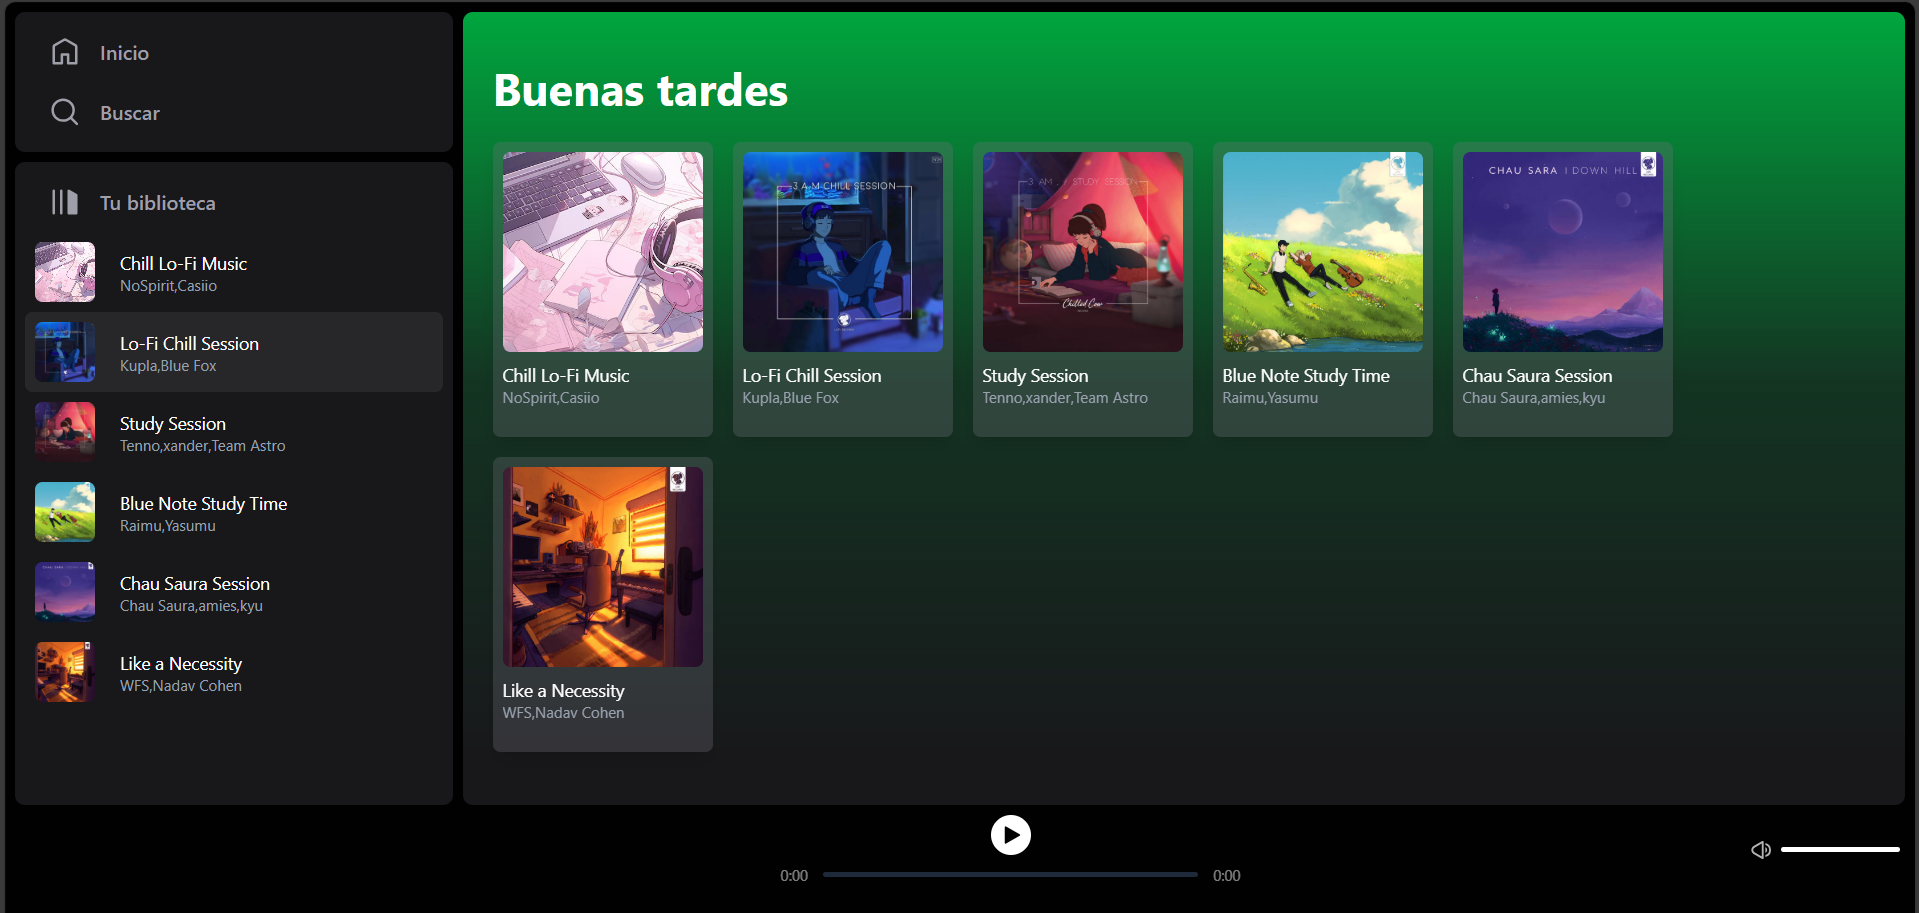 Inicio
Buscar
Tu biblioteca
Chill Lo-Fi Music
NoSpirit,Casiio
Lo-Fi Chill Session
Kupla,Blue Fox
Study Session
Tenno,xander,Team Astro
Blue Note Study Time
Raimu,Yasumu
Chau Saura Session
Chau Saura,amies,kyu
Like a Necessity
WFS,Nadav Cohen
Buenas tardes
Chill Lo-Fi Music
NoSpirit,Casiio
3 A.M CHILL SESSION
Lo-Fi Chill Session
Kupla,Blue Fox
3 AM STUDY SESSION
Chilled Cow
Study Session
Tenno,xander,Team Astro
Blue Note Study Time
Raimu,Yasumu
CHAU SARA | DOWN HILL
Chau Saura Session
Chau Saura,amies,kyu
Like a Necessity
WFS,Nadav Cohen
0:00
0:00